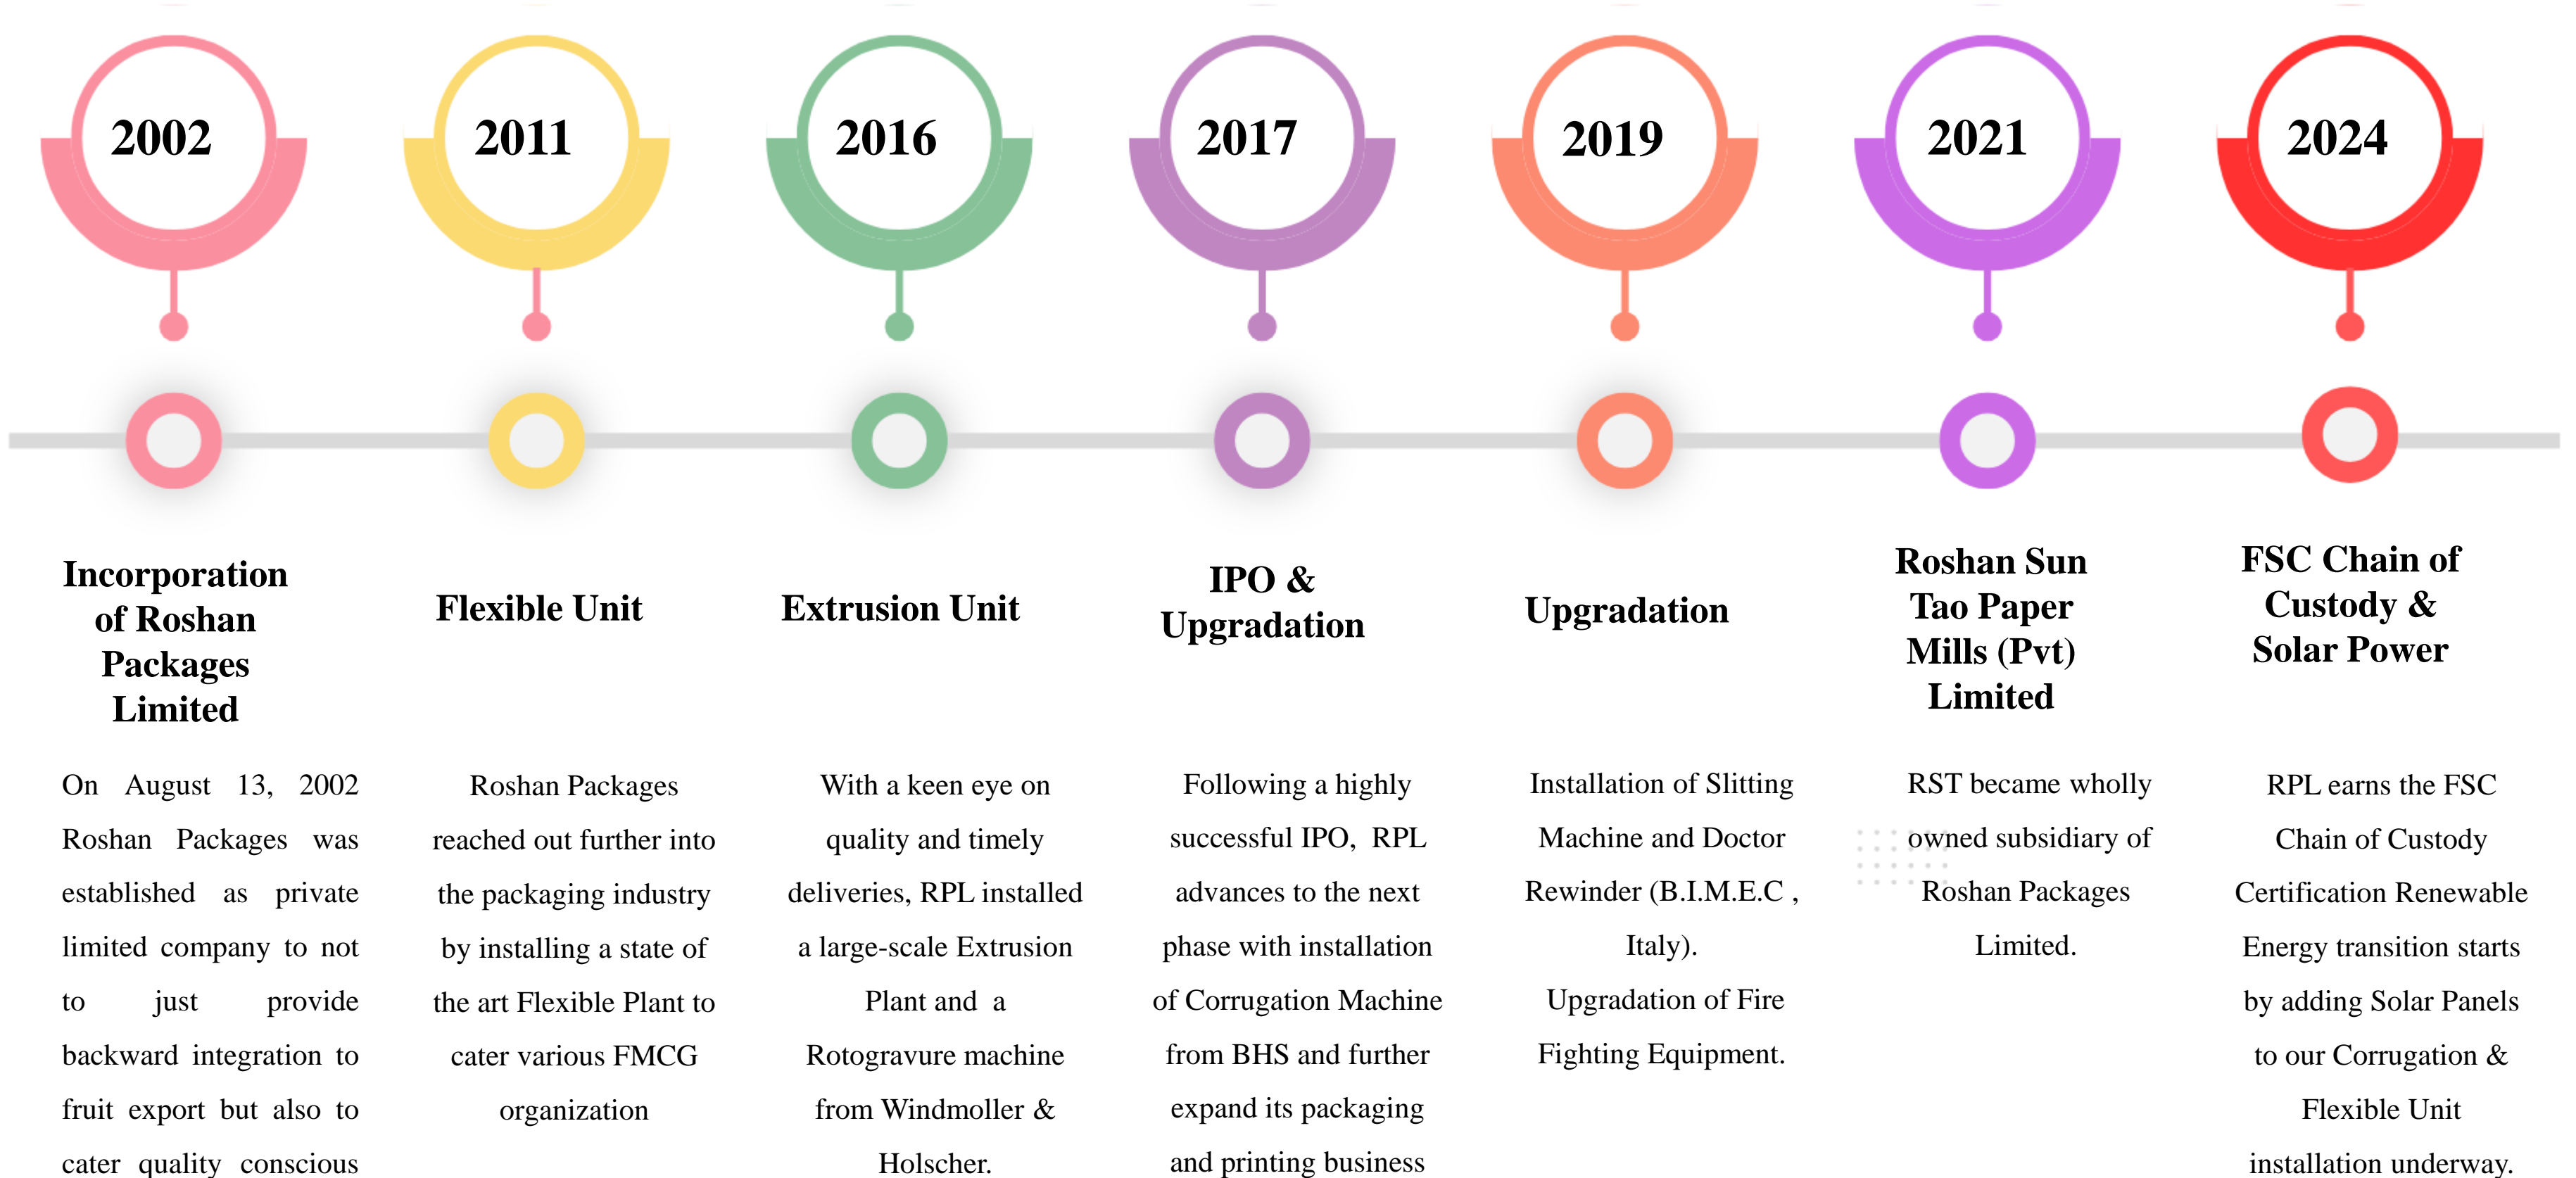 2002
2011
2016
2017
2019
2021
2024
Incorporation
of Roshan
Packages
Limited
Flexible Unit
Extrusion Unit
IPO &
Upgradation
Upgradation
Roshan Sun
Tao Paper
Mills (Pvt)
Limited
FSC Chain of
Custody &
Solar Power
On August 13, 2002
Roshan Packages was
established as private
limited company to not
to just provide
backward integration to
fruit export but also to
cater quality conscious
Roshan Packages
reached out further into
the packaging industry
by installing a state of
the art Flexible Plant to
cater various FMCG
organization
With a keen eye on
quality and timely
deliveries, RPL installed
a large-scale Extrusion
Plant and a
Rotogravure machine
from Windmoller &
Holscher.
Following a highly
successful IPO, RPL
advances to the next
phase with installation
of Corrugation Machine
from BHS and further
expand its packaging
and printing business
Installation of Slitting
Machine and Doctor
Rewinder (B.I.M.E.C ,
Italy).
Upgradation of Fire
Fighting Equipment.
RST became wholly
owned subsidiary of
Roshan Packages
Limited.
RPL earns the FSC
Chain of Custody
Certification Renewable
Energy transition starts
by adding Solar Panels
to our Corrugation &
Flexible Unit
installation underway.